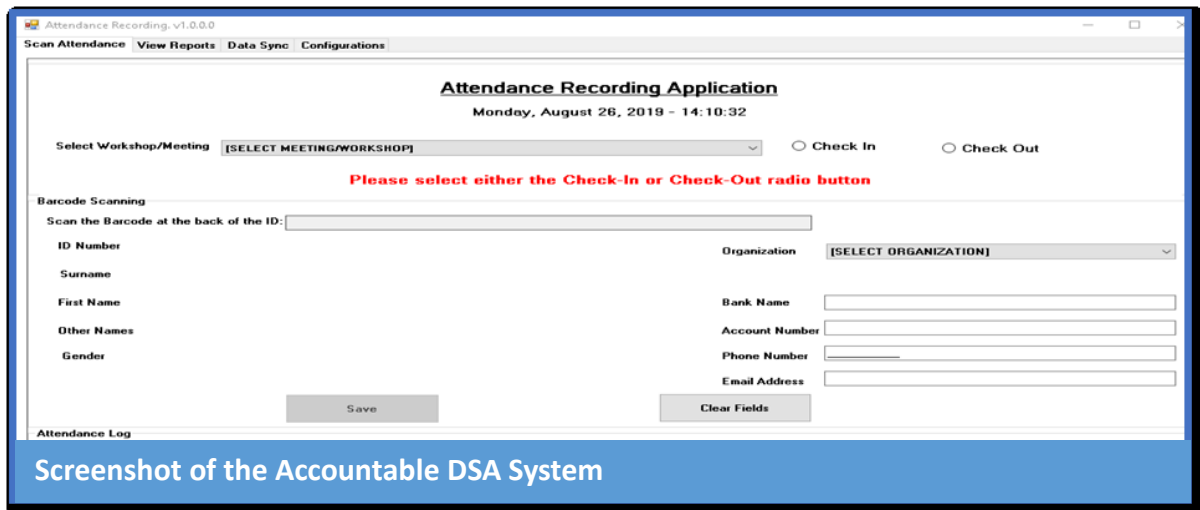 Attendance Recording. v1.0.0.0
Scan Attendance View Reports Data Sync Configurations
Attendance Recording Application
Monday, August 26, 2019 - 14:10:32
Select Workshop/Meeting [SELECT MEETING/WORKSHOP] Check In Check Out
Please select either the Check-In or Check-Out radio button
Barcode Scanning
Scan the Barcode at the back of the ID:
ID Number Organization [SELECT ORGANIZATION]
Surname
First Name Bank Name
Other Names Account Number
Gender Phone Number
Email Address
Save Clear Fields
Attendance Log
Screenshot of the Accountable DSA System